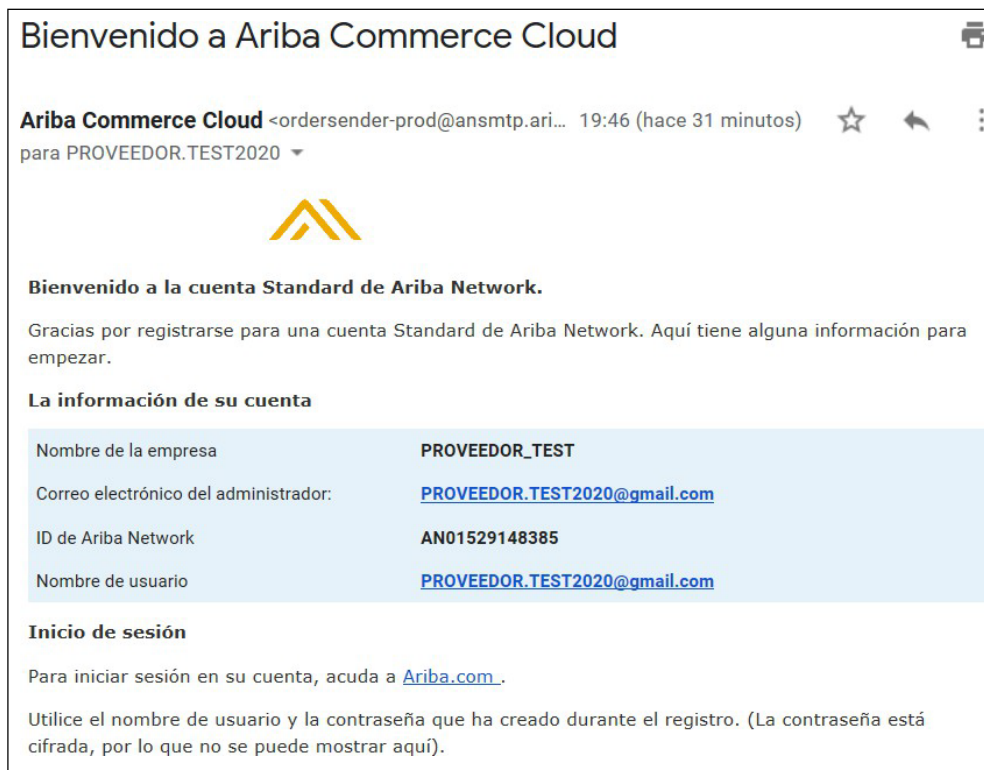 Bienvenido a Ariba Commerce Cloud
Ariba Commerce Cloud <ordersender-prod@ansmtp.ari... 19:46 (hace 31 minutos)
para PROVEEDOR.TEST2020
Bienvenido a la cuenta Standard de Ariba Network.
Gracias por registrarse para una cuenta Standard de Ariba Network. Aquí tiene alguna información para
empezar.
La información de su cuenta
Nombre de la empresa PROVEEDOR_TEST
Correo electrónico del administrador: PROVEEDOR.TEST2020@gmail.com
ID de Ariba Network AN01529148385
Nombre de usuario PROVEEDOR.TEST2020@gmail.com
Inicio de sesión
Para iniciar sesión en su cuenta, acuda a Ariba.com .
Utilice el nombre de usuario y la contraseña que ha creado durante el registro. (La contraseña está
cifrada, por lo que no se puede mostrar aquí).